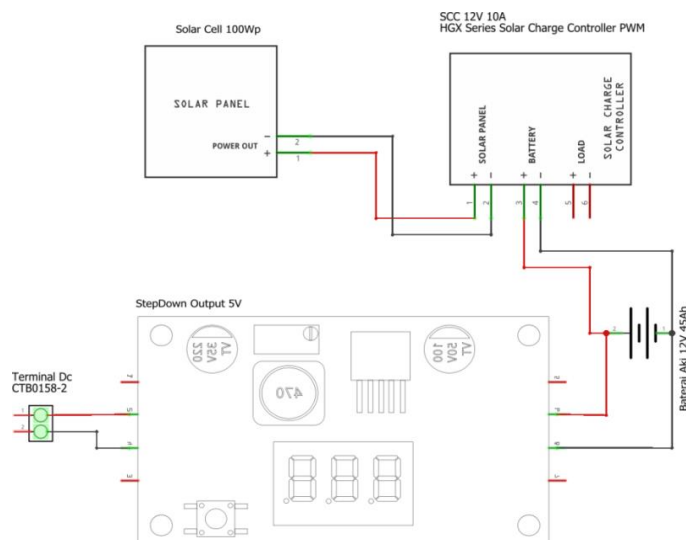 Solar Cell 100Wp
SCC 12V 10A
HGX Series Solar Charge Controller PWM
SOLAR PANEL
POWER OUT
-
+
2
1
SOLAR PANEL
BATTERY
LOAD
SOLAR CHARGE
CONTROLLER
+
-
+
-
+
-
1
2
3
4
5
6
StepDown Output 5V
220
35V
VT
470
100
50V
VT
Terminal Dc
CTB0158-2
1
2
Baterai Aki 12V 45Ah